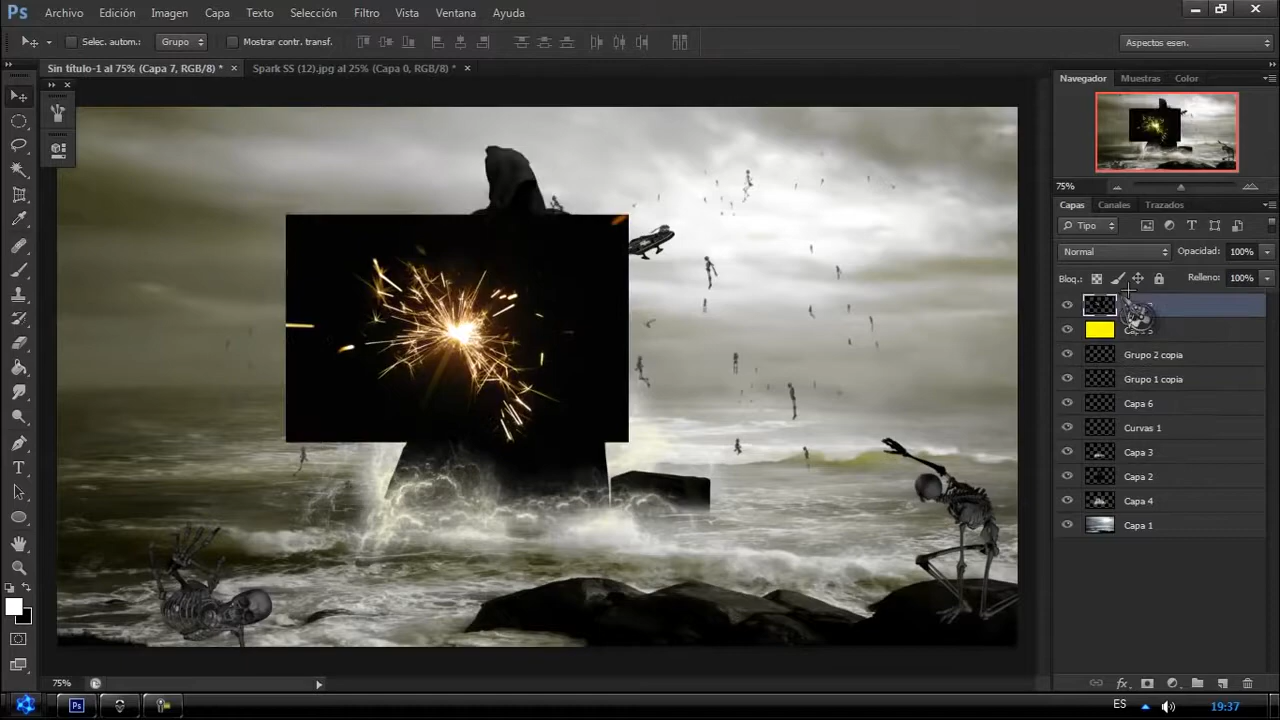 Ps Archivo Edición Imagen Capa Texto Selección Filtro Vista Ventana Ayuda
Selec. autom.: Grupo Mostrar contr. transf. Aspectos esen.
Sin título-1 al 75% (Capa 7, RGB/8) * × Spark SS (12).jpg al 25% (Capa 0, RGB/8) * ×
Navegador Muestras Color
75%
Capas Canales Trazados
Tipo
Normal Opacidad: 100%
Bloq.: Relleno: 100%
Grupo 2 copia
Grupo 1 copia
Capa 6
Curvas 1
Capa 3
Capa 2
Capa 4
Capa 1
75%
fx
Ps ES 19:37